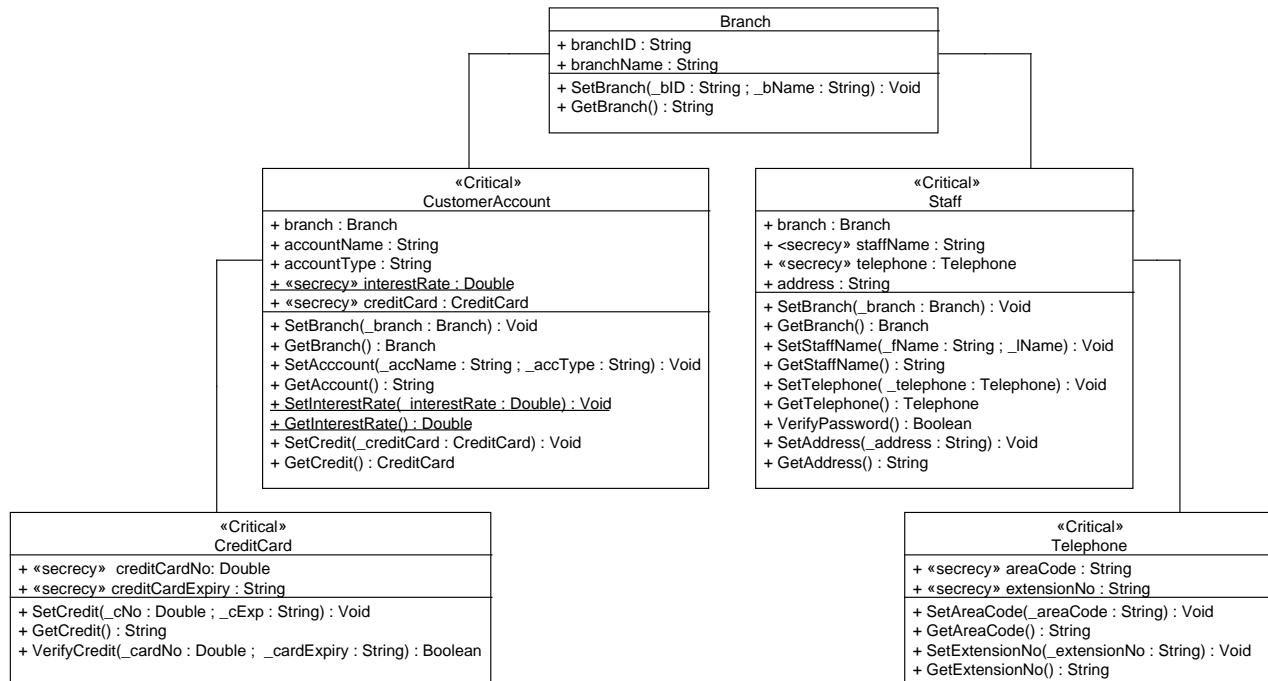 Branch
+ branchID : String
+ branchName : String
+ SetBranch(_bID : String ; _bName : String) : Void
+ GetBranch() : String
«Critical»
CustomerAccount
+ branch : Branch
+ accountName : String
+ accountType : String
+ «secrecy» interestRate : Double
+ «secrecy» creditCard : CreditCard
+ SetBranch(_branch : Branch) : Void
+ GetBranch() : Branch
+ SetAcccount(_accName : String ; _accType : String) : Void
+ GetAccount() : String
+ SetInterestRate(_interestRate : Double) : Void
+ GetInterestRate() : Double
+ SetCredit(_creditCard : CreditCard) : Void
+ GetCredit() : CreditCard
«Critical»
Staff
+ branch : Branch
+ <secrecy» staffName : String
+ «secrecy» telephone : Telephone
+ address : String
+ SetBranch(_branch : Branch) : Void
+ GetBranch() : Branch
+ SetStaffName(_fName : String ; _lName) : Void
+ GetStaffName() : String
+ SetTelephone( _telephone : Telephone) : Void
+ GetTelephone() : Telephone
+ VerifyPassword() : Boolean
+ SetAddress(_address : String) : Void
+ GetAddress() : String
«Critical»
CreditCard
+ «secrecy» creditCardNo: Double
+ «secrecy» creditCardExpiry : String
+ SetCredit(_cNo : Double ; _cExp : String) : Void
+ GetCredit() : String
+ VerifyCredit(_cardNo : Double ; _cardExpiry : String) : Boolean
«Critical»
Telephone
+ «secrecy» areaCode : String
+ «secrecy» extensionNo : String
+ SetAreaCode(_areaCode : String) : Void
+ GetAreaCode() : String
+ SetExtensionNo(_extensionNo : String) : Void
+ GetExtensionNo() : String